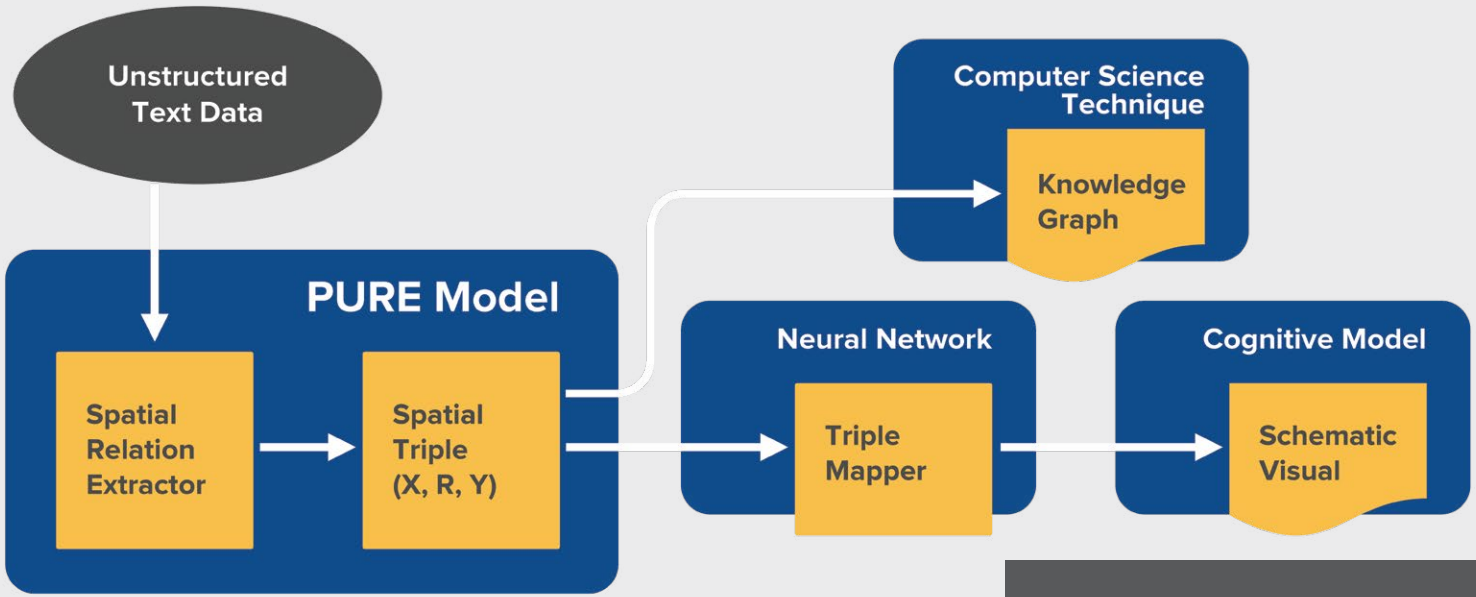 Unstructured
Text Data
Computer Science
Technique
Knowledge
Graph
PURE Model
Spatial
Relation
Extractor
Spatial
Triple
(X, R, Y)
Neural Network
Triple
Mapper
Cognitive Model
Schematic
Visual